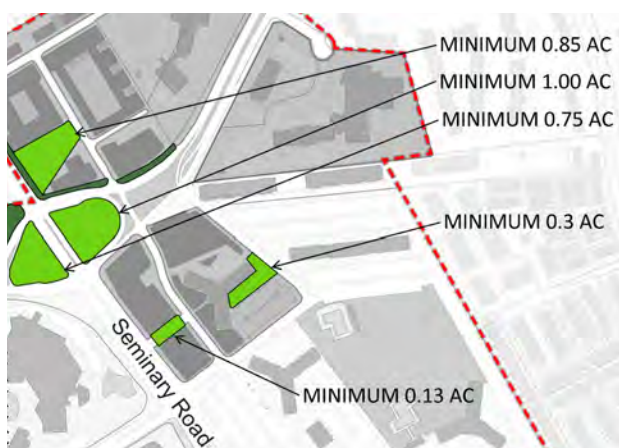 MINIMUM 0.85 AC
MINIMUM 1.00 AC
MINIMUM 0.75 AC
MINIMUM 0.3 AC
MINIMUM 0.13 AC
Seminary Road